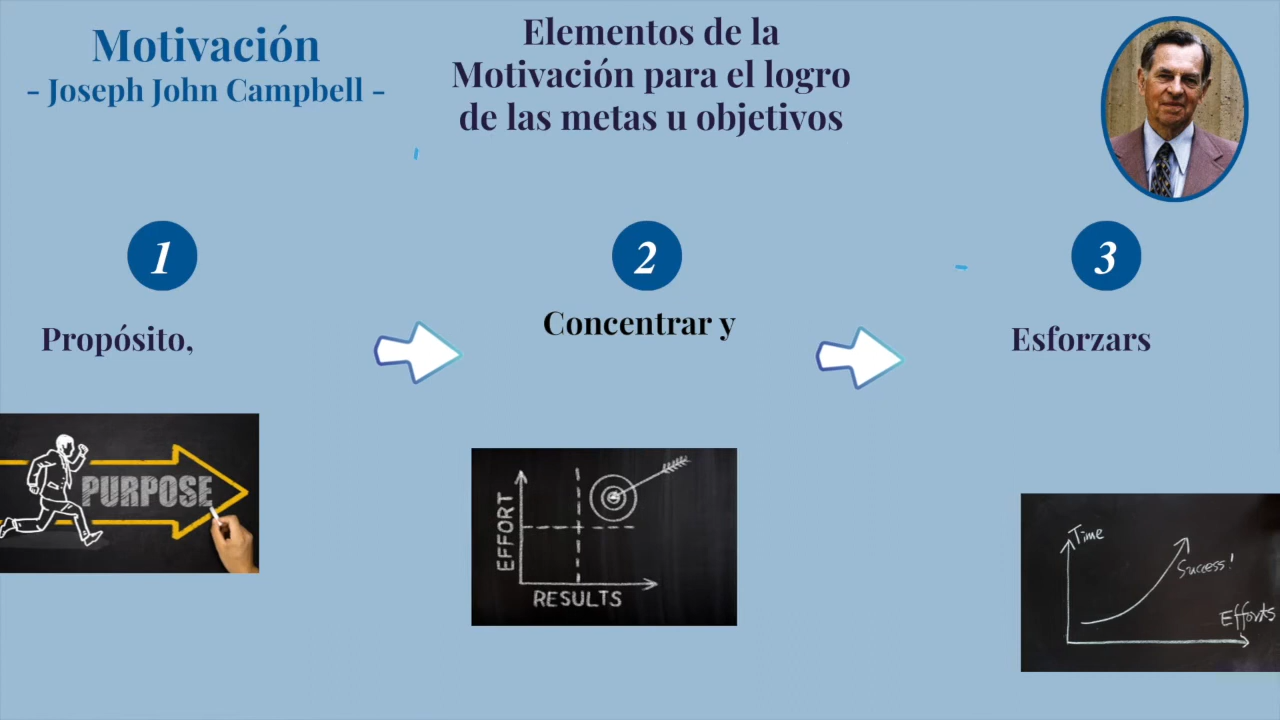 Motivación
- Joseph John Campbell -
Elementos de la
Motivación para el logro
de las metas u objetivos
1
2
3
Propósito,
Concentrar y
Esforzars
PURPOSE
EFFORT
RESULTS
Time
Success!
Efforts